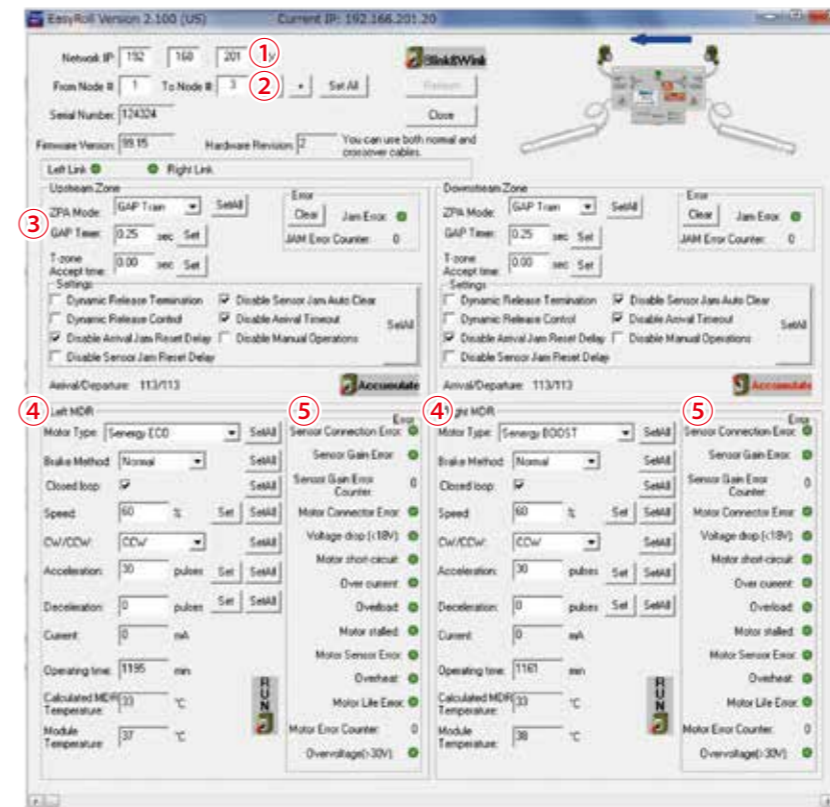 EasyRoll Version 2.100 (US) Current IP: 192.166.201.20
Network IP: 192 168 201 ①
Blink&Wink
From Node #: 1 To Node #: 3 ② + Set All
Serial Number: 124324 Close
Firmware Version: 99.15 Hardware Revision: 2 You can use both normal and
crossover cables.
Left Link Right Link
Upstream Zone Downstream Zone
ZPA Mode: GAP Train SetAll Error Clear Jam Error: ZPA Mode: GAP Train SetAll Error Clear Jam Error:
③ GAP Timer: 0.25 sec Set JAM Error Counter: 0 GAP Timer: 0.25 sec Set JAM Error Counter: 0
T-zone T-zone
Accept time: 0.00 sec Set Accept time: 0.00 sec Set
Settings Settings
Dynamic Release Termination Disable Sensor Jam Auto Clear Dynamic Release Termination Disable Sensor Jam Auto Clear
Dynamic Release Control Disable Arrival Timeout SetAll Dynamic Release Control Disable Arrival Timeout SetAll
Disable Arrival Jam Reset Delay Disable Manual Operations Disable Arrival Jam Reset Delay Disable Manual Operations
Disable Sensor Jam Reset Delay Disable Sensor Jam Reset Delay
Arrival/Departure: 113/113 Accumulate Arrival/Departure: 113/113 Accumulate
④ Left MDR ⑤ Error ④ Right MDR ⑤ Error
Motor Type: Senergy ECO SetAll Sensor Connection Error: Motor Type: Senergy BOOST SetAll Sensor Connection Error:
Brake Method: Normal SetAll Sensor Gain Error: Brake Method: Normal SetAll Sensor Gain Error:
Closed loop: SetAll Sensor Gain Error Counter: 0 Closed loop: SetAll Sensor Gain Error Counter: 0
Speed: 60 % Set SetAll Motor Connector Error: Speed: 60 % Set SetAll Motor Connector Error:
CW/CCW: CCW SetAll Voltage drop (<18V): CW/CCW: CCW SetAll Voltage drop (<18V):
Motor short-circuit: Motor short-circuit:
Acceleration: 30 pulses Set SetAll Over current: Acceleration: 30 pulses Set SetAll Over current:
Deceleration: 0 pulses Set SetAll Overload: Deceleration: 0 pulses Set SetAll Overload:
Current: 0 mA Motor stalled: Current: 0 mA Motor stalled:
Motor Sensor Error: Motor Sensor Error:
Operating time: 1195 min Overheat: Operating time: 1161 min Overheat:
Calculated MDR Temperature: 33 °C RUN Motor Life Error: Calculated MDR Temperature: 33 °C RUN Motor Life Error:
Module Temperature: 37 °C Motor Error Counter: 0 Module Temperature: 38 °C Motor Error Counter: 0
Overvoltage(>30V): Overvoltage(>30V):